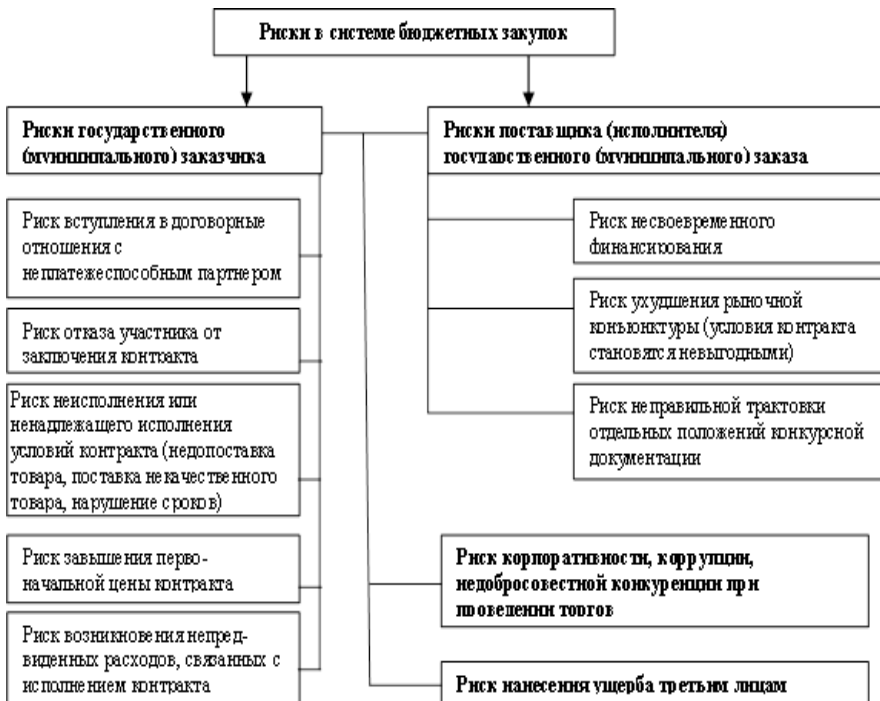 Риски в системе бюджетных закупок
Риски государственного
(муниципального) заказчика
Риск вступления в договорные
отношения с
неплатежеспособным партнером
Риск отказа участника от
заключения контракта
Риск неисполнения или
ненадлежащего исполнения
условий контракта (недопоставка
товара, поставка некачественного
товара, нарушение сроков)
Риск завышения перво-
начальной цены контракта
Риск возникновения непред-
виденных расходов, связанных с
исполнением контракта
Риски поставщика (исполнителя)
государственного (муниципального) заказа
Риск несвоевременного
финансирования
Риск ухудшения рыночной
конъюнктуры (условия контракта
становятся невыгодными)
Риск неправильной трактовки
отдельных положений конкурсной
документации
Риск корпоративности, коррупции,
недобросовестной конкуренции при
проведении торгов
Риск нанесения ущерба третьим лицам